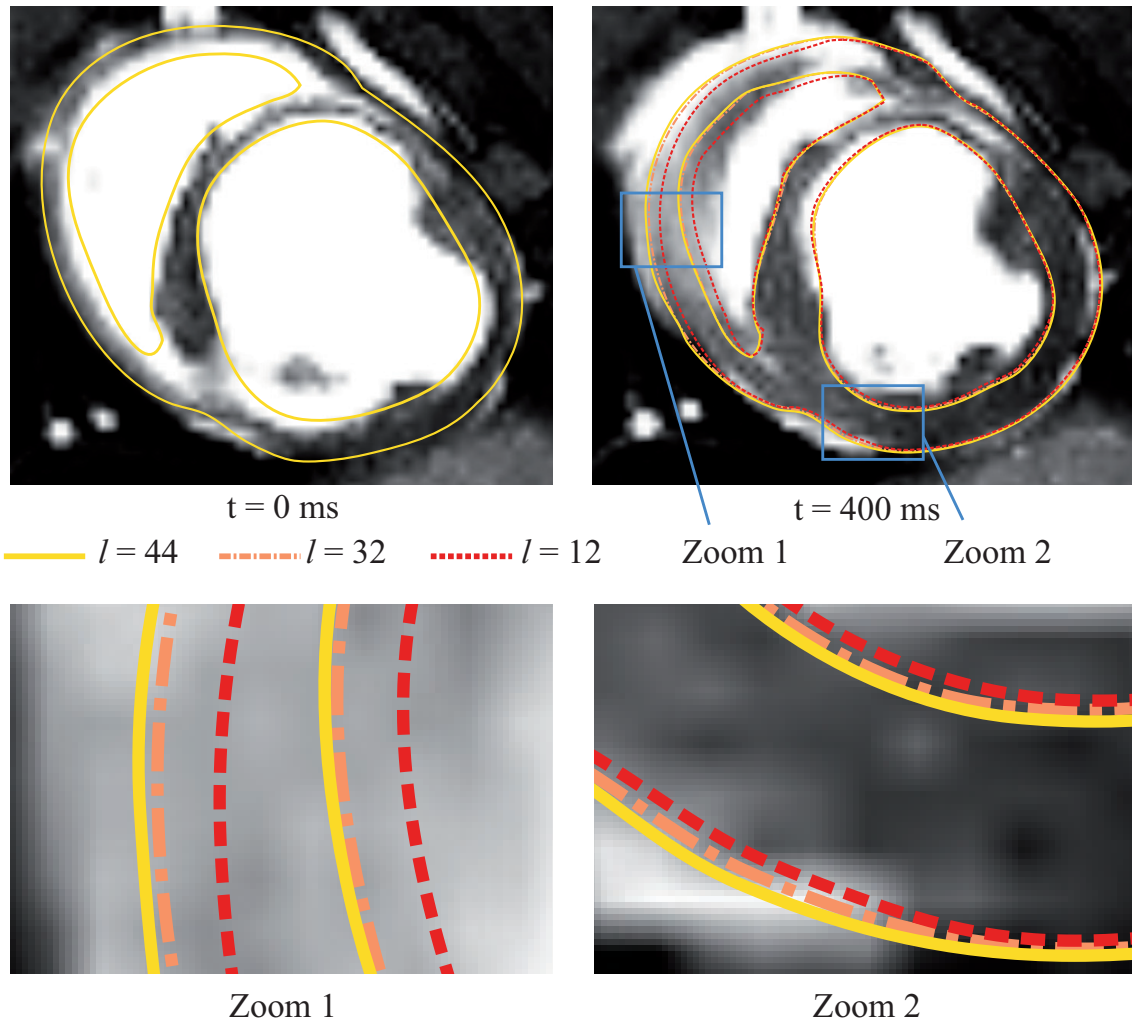 t = 0 ms
t = 400 ms
l = 44 l = 32 l = 12 Zoom 1 Zoom 2
Zoom 1
Zoom 2